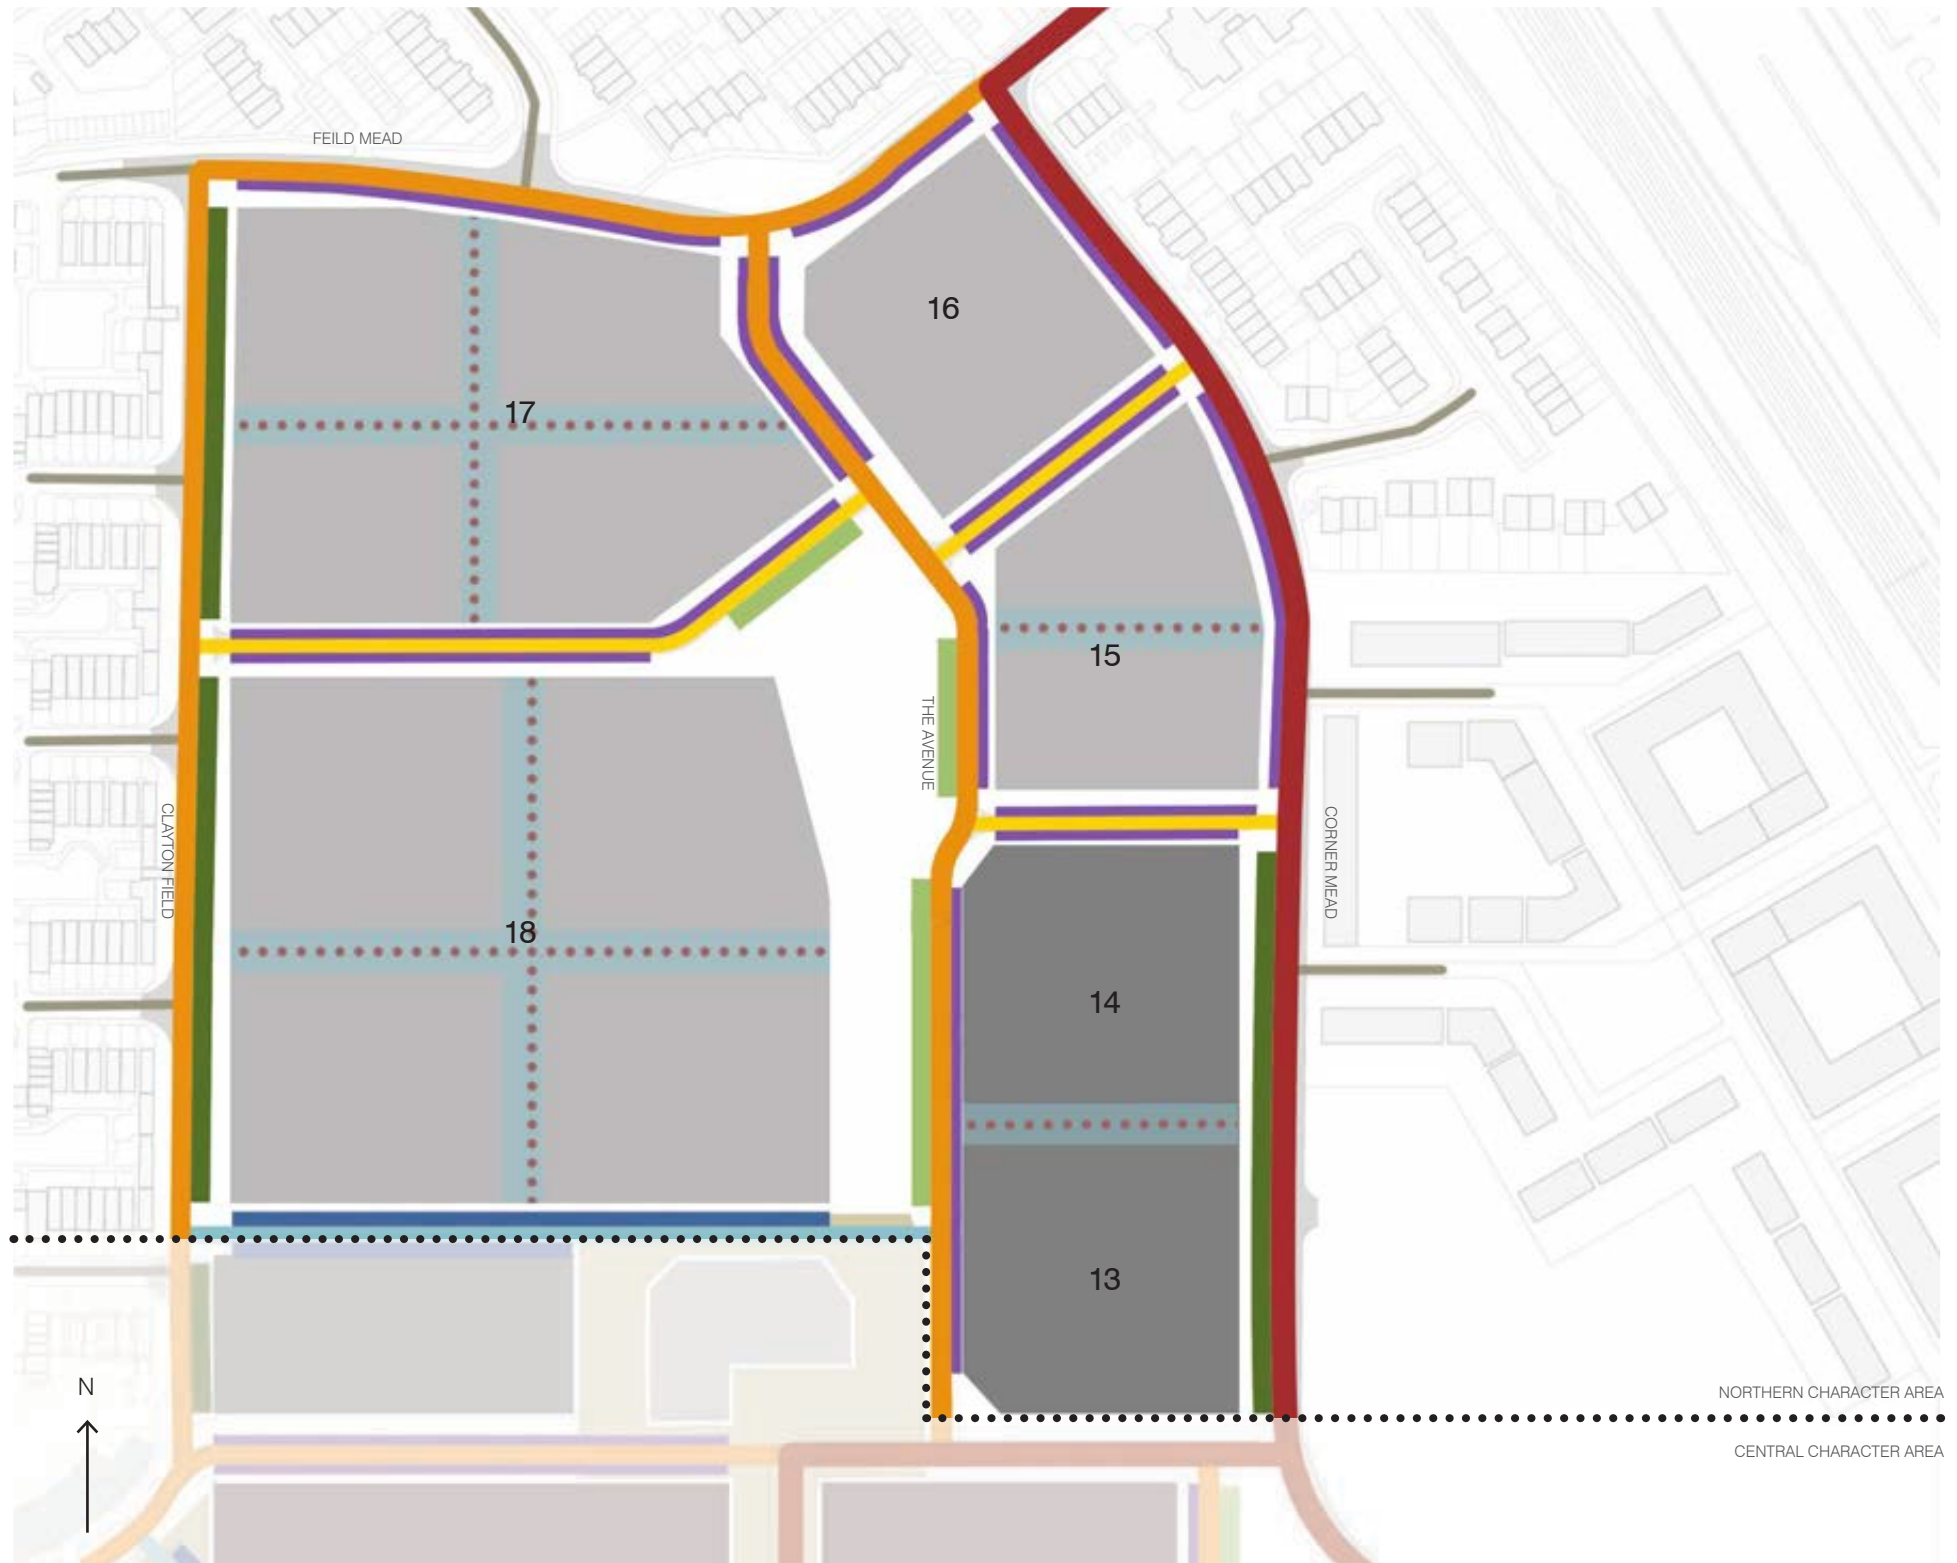 FEILD MEAD
16
17
15
THE AVENUE
CLAYTON FIELD
CORNER MEAD
18
14
13
N
NORTHERN CHARACTER AREA
CENTRAL CHARACTER AREA